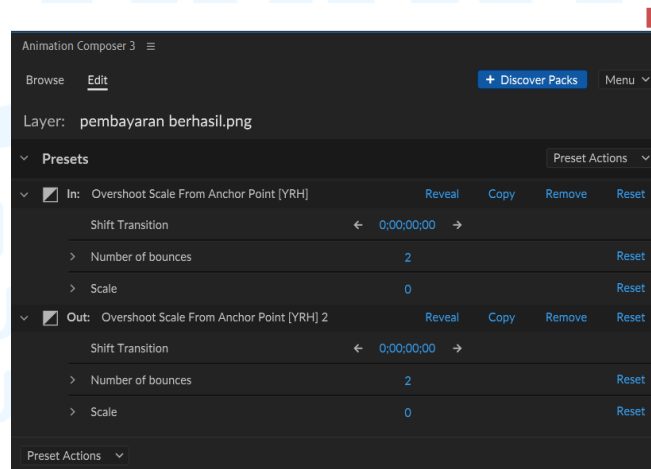 Animation Composer 3
Browse Edit + Discover Packs Menu
Layer: pembayaran berhasil.png
Presets Preset Actions
In: Overshoot Scale From Anchor Point [YRH] Reveal Copy Remove Reset
Shift Transition ← 0;00;00;00 →
> Number of bounces 2 Reset
> Scale 0 Reset
Out: Overshoot Scale From Anchor Point [YRH] 2 Reveal Copy Remove Reset
Shift Transition ← 0;00;00;00 →
> Number of bounces 2 Reset
> Scale 0 Reset
Preset Actions